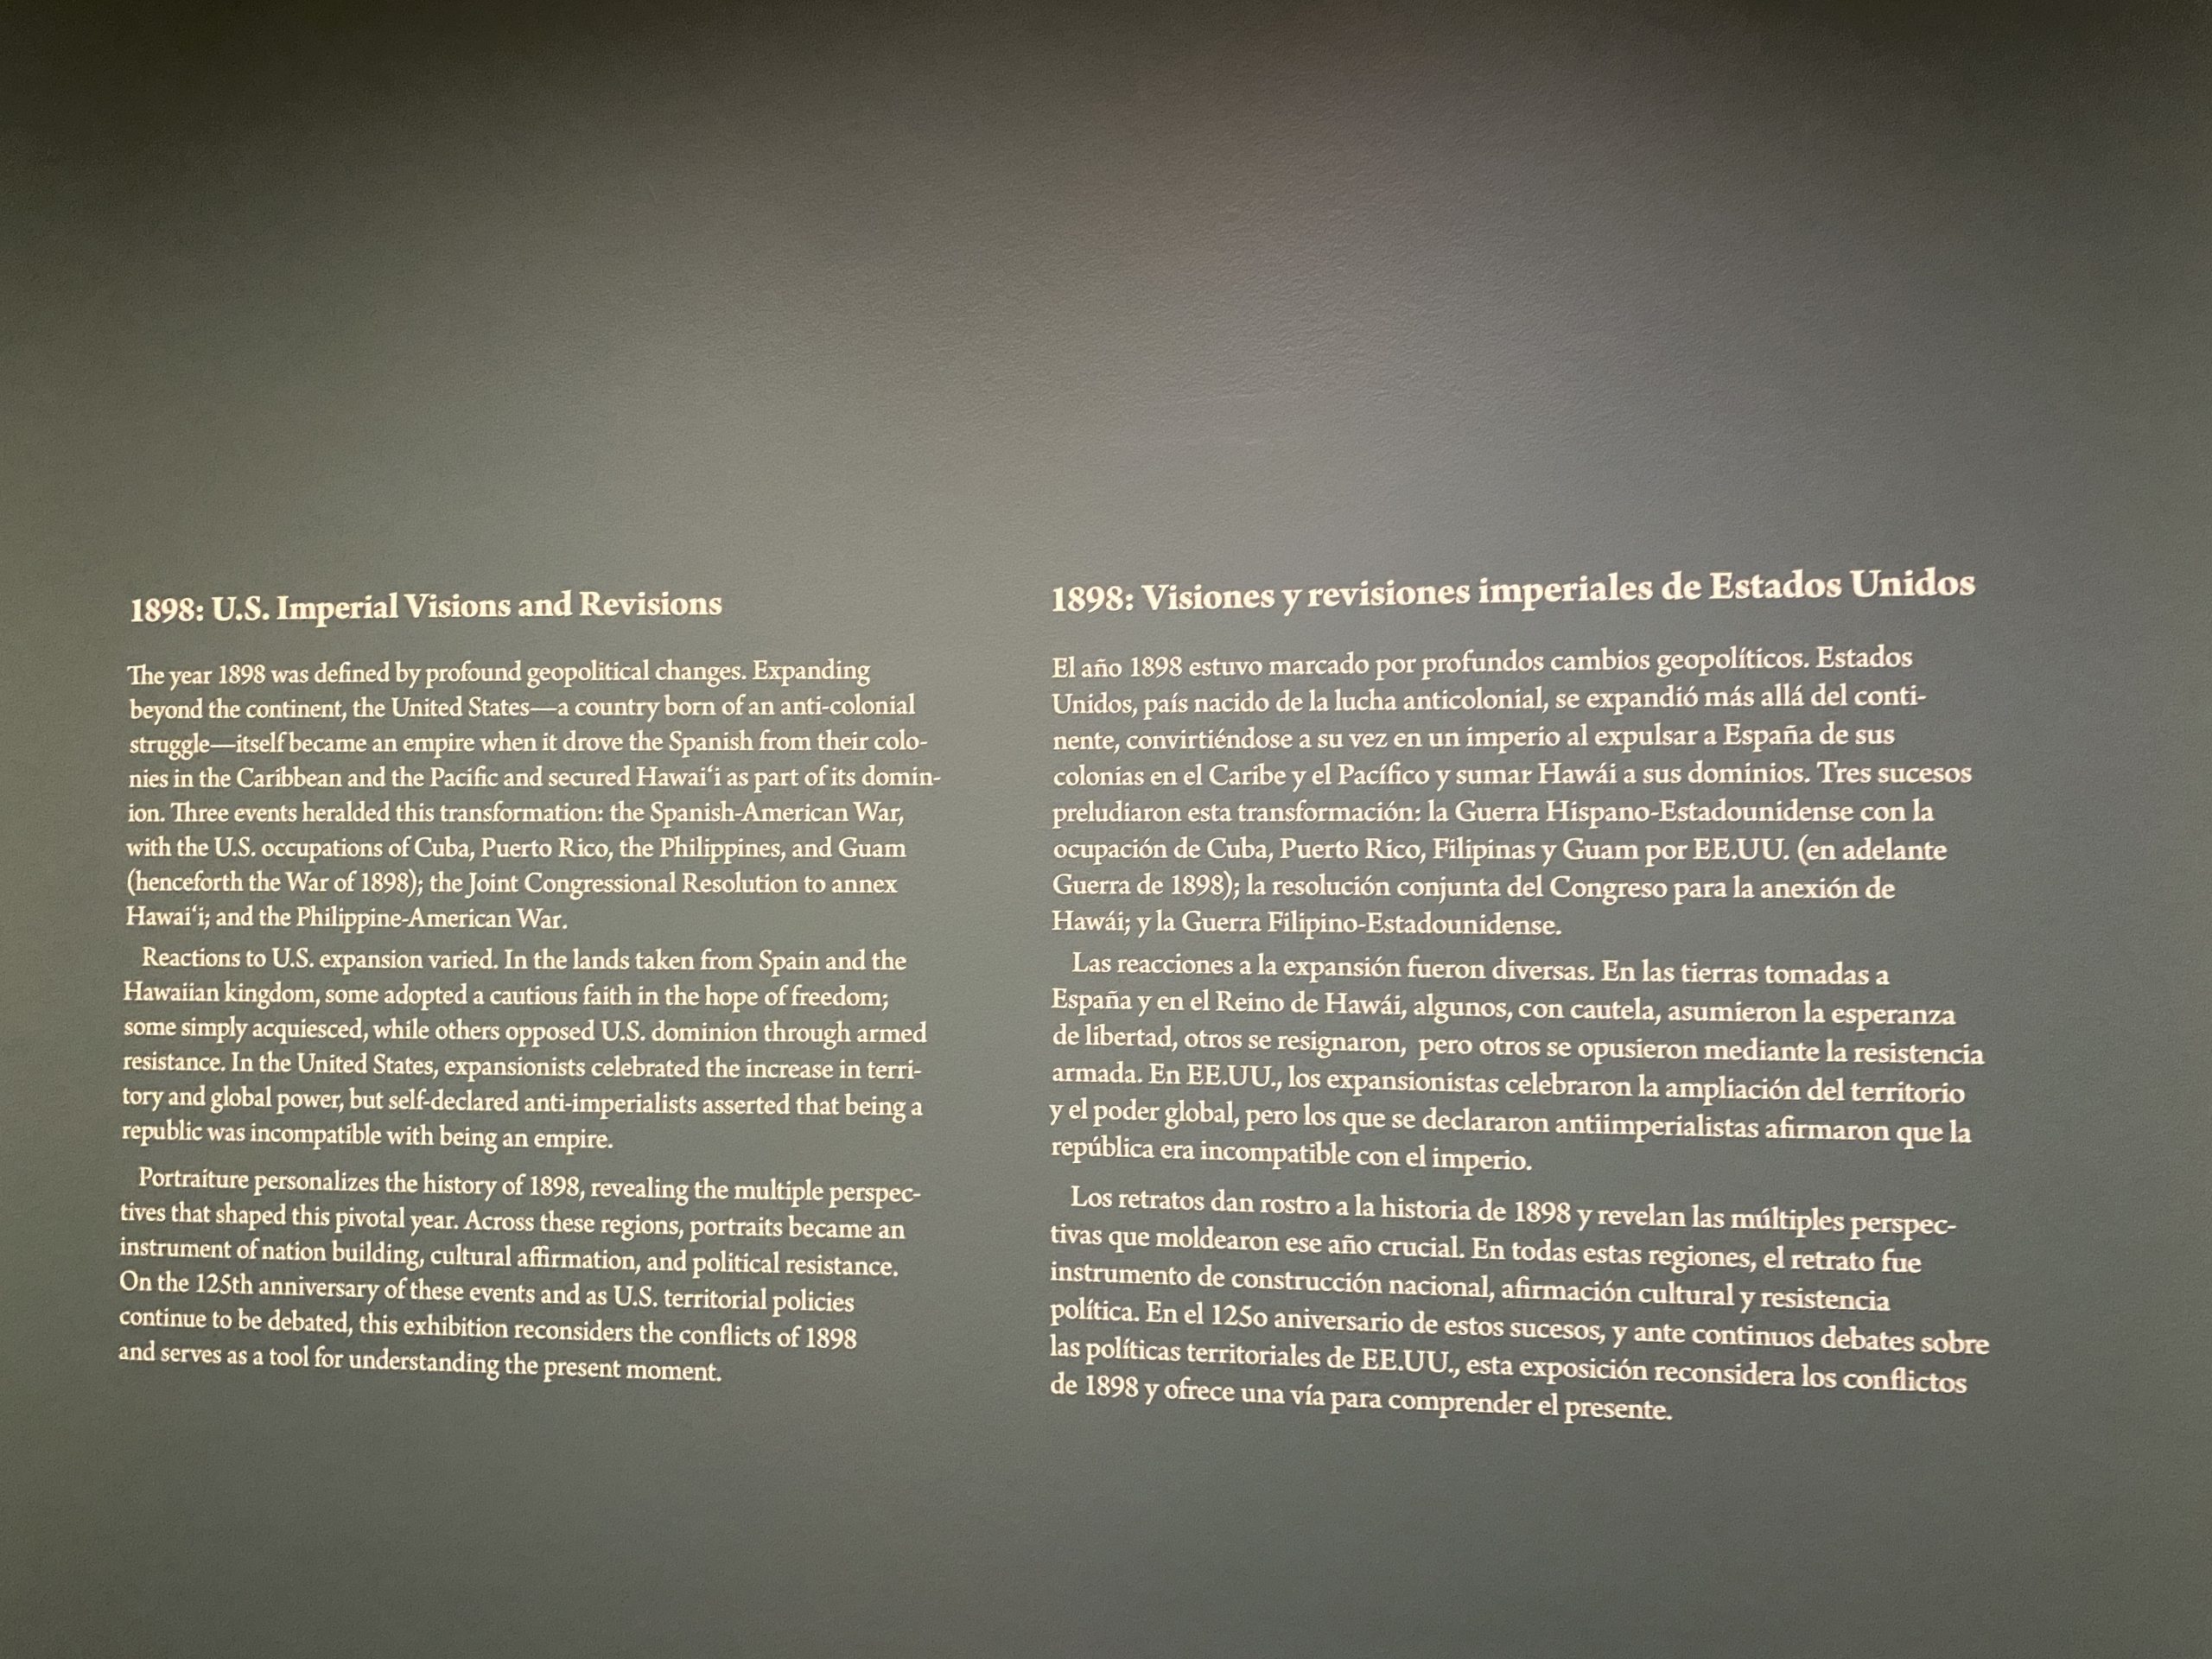 1898: U.S. Imperial Visions and Revisions
The year 1898 was defined by profound geopolitical changes. Expanding
beyond the continent, the United States—a country born of an anti-colonial
struggle—itself became an empire when it drove the Spanish from their colo-
nies in the Caribbean and the Pacific and secured Hawaiʻi as part of its domin-
ion. Three events heralded this transformation: the Spanish-American War,
with the U.S. occupations of Cuba, Puerto Rico, the Philippines, and Guam
(henceforth the War of 1898); the Joint Congressional Resolution to annex
Hawaiʻi; and the Philippine-American War.
Reactions to U.S. expansion varied. In the lands taken from Spain and the
Hawaiian kingdom, some adopted a cautious faith in the hope of freedom;
some simply acquiesced, while others opposed U.S. dominion through armed
resistance. In the United States, expansionists celebrated the increase in terri-
tory and global power, but self-declared anti-imperialists asserted that being a
republic was incompatible with being an empire.
Portraiture personalizes the history of 1898, revealing the multiple perspec-
tives that shaped this pivotal year. Across these regions, portraits became an
instrument of nation building, cultural affirmation, and political resistance.
On the 125th anniversary of these events and as U.S. territorial policies
continue to be debated, this exhibition reconsiders the conflicts of 1898
and serves as a tool for understanding the present moment.
1898: Visiones y revisiones imperiales de Estados Unidos
El año 1898 estuvo marcado por profundos cambios geopolíticos. Estados
Unidos, país nacido de la lucha anticolonial, se expandió más allá del conti-
nente, convirtiéndose a su vez en un imperio al expulsar a España de sus
colonias en el Caribe y el Pacífico y sumar Hawái a sus dominios. Tres sucesos
preludiaron esta transformación: la Guerra Hispano-Estadounidense con la
ocupación de Cuba, Puerto Rico, Filipinas y Guam por EE.UU. (en adelante
Guerra de 1898); la resolución conjunta del Congreso para la anexión de
Hawái; y la Guerra Filipino-Estadounidense.
Las reacciones a la expansión fueron diversas. En las tierras tomadas a
España y en el Reino de Hawái, algunos, con cautela, asumieron la esperanza
de libertad, otros se resignaron, pero otros se opusieron mediante la resistencia
armada. En EE.UU., los expansionistas celebraron la ampliación del territorio
y el poder global, pero los que se declararon antiimperialistas afirmaron que la
república era incompatible con el imperio.
Los retratos dan rostro a la historia de 1898 y revelan las múltiples perspec-
tivas que moldearon ese año crucial. En todas estas regiones, el retrato fue
instrumento de construcción nacional, afirmación cultural y resistencia
política. En el 125o aniversario de estos sucesos, y ante continuos debates sobre
las políticas territoriales de EE.UU., esta exposición reconsidera los conflictos
de 1898 y ofrece una vía para comprender el presente.